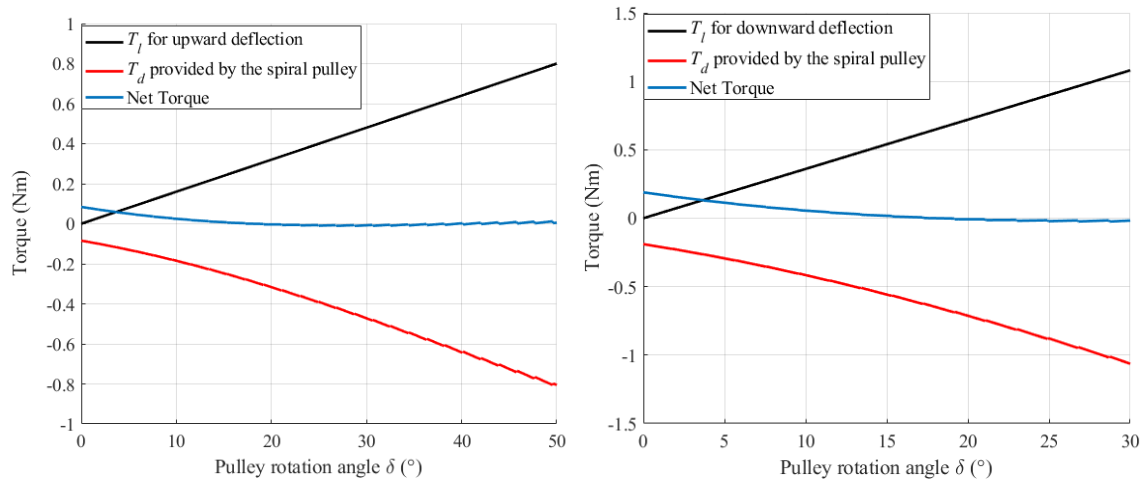 1
0.8
0.6
0.4
0.2
0
-0.2
-0.4
-0.6
-0.8
-1
Torque (Nm)
T_l for upward deflection
T_d provided by the spiral pulley
Net Torque
0 10 20 30 40 50
Pulley rotation angle δ (°)
1.5
1
0.5
0
-0.5
-1
-1.5
Torque (Nm)
T_l for downward deflection
T_d provided by the spiral pulley
Net Torque
0 5 10 15 20 25 30
Pulley rotation angle δ (°)